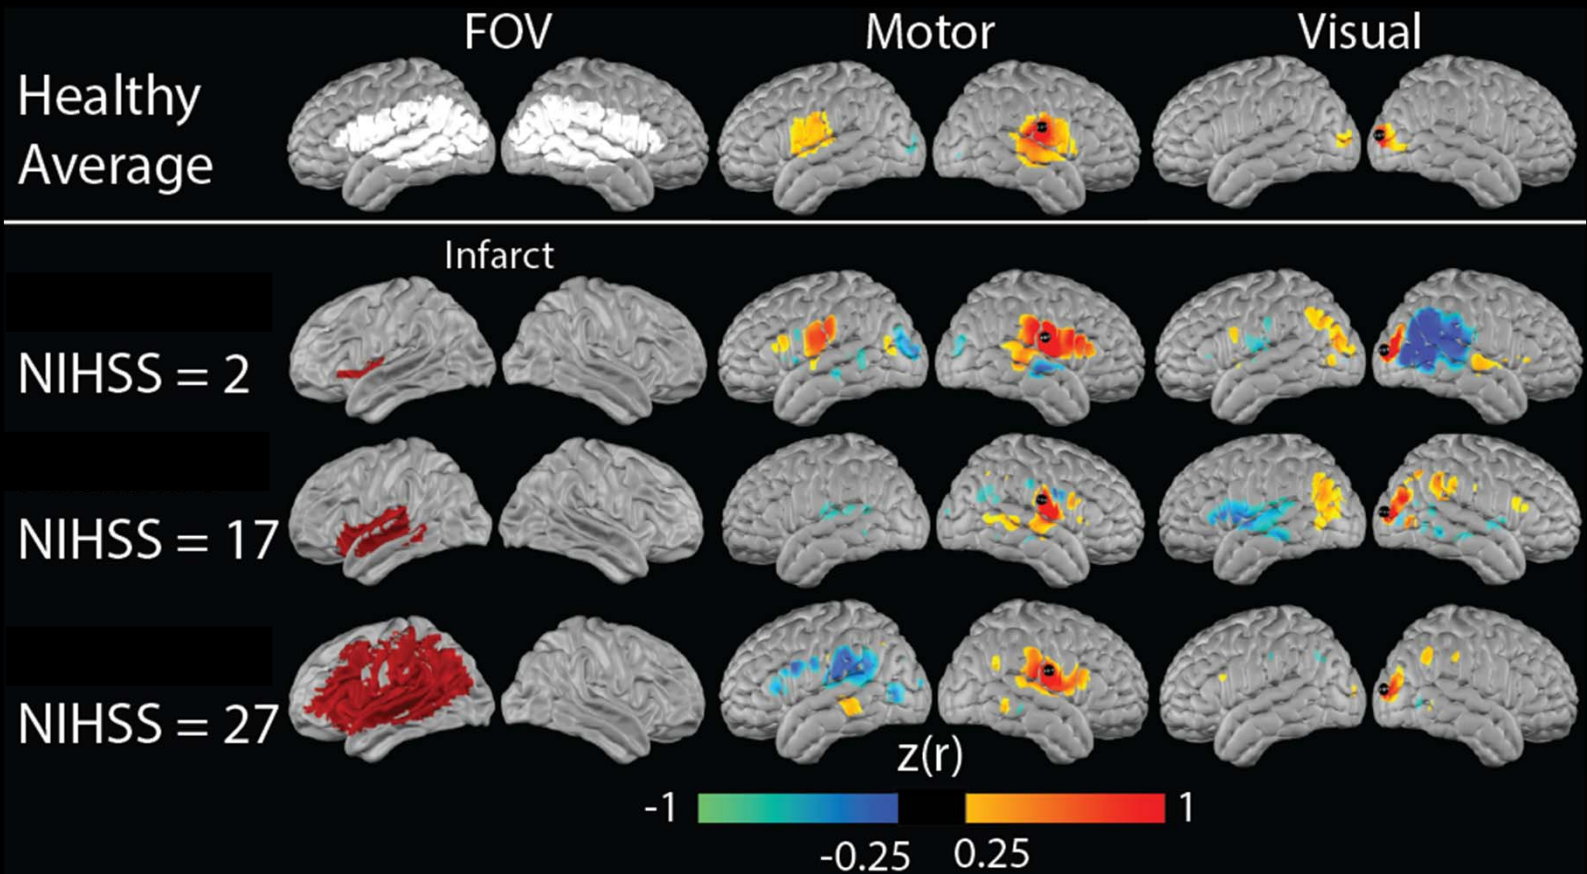 FOV
Motor
Visual
Healthy
Average
Infarct
NIHSS = 2
NIHSS = 17
NIHSS = 27
z(r)
-1
1
-0.25
0.25